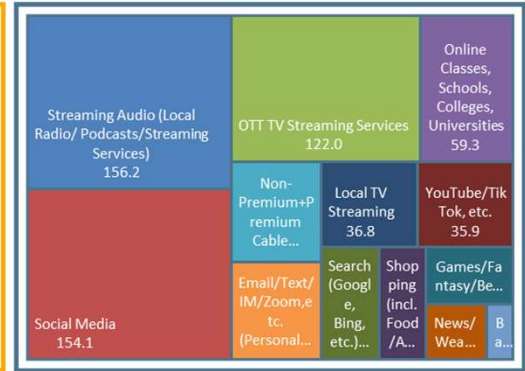 Streaming Audio (Local
Radio/ Podcasts/Streaming
Services)
156.2
Social Media
154.1
OTT TV Streaming Services
122.0
Online
Classes,
Schools,
Colleges,
Universities
59.3
Non-
Premium+P
remium
Cable...
Local TV
Streaming
36.8
YouTube/Tik
Tok, etc.
35.9
Email/Text/
IM/Zoom,e
tc.
(Personal...
Search
(Googl
e,
Bing,
etc.)...
Shop
ping
(incl.
Food
/A...
Games/Fa
ntasy/Be...
News/
Wea...
B
a...